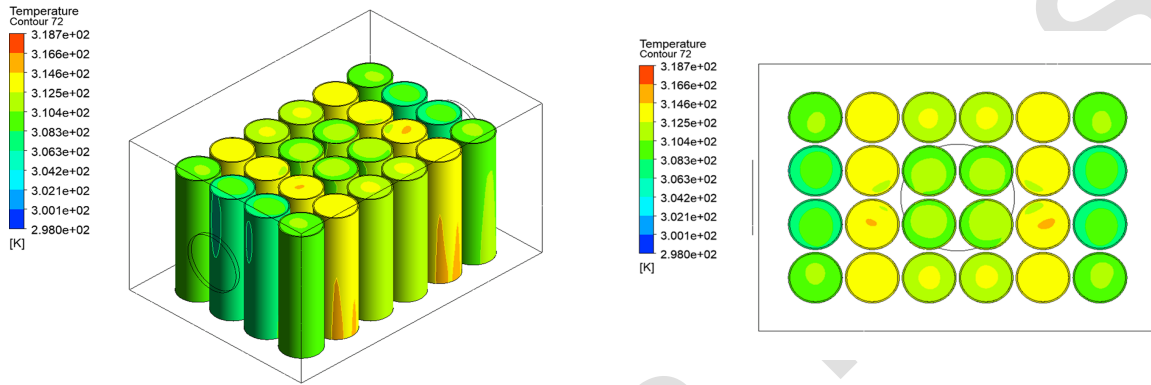 Temperature
Contour 72
3.187e+02
3.166e+02
3.146e+02
3.125e+02
3.104e+02
3.083e+02
3.063e+02
3.042e+02
3.021e+02
3.001e+02
2.980e+02
[K]
Temperature
Contour 72
3.187e+02
3.166e+02
3.146e+02
3.125e+02
3.104e+02
3.083e+02
3.063e+02
3.042e+02
3.021e+02
3.001e+02
2.980e+02
[K]